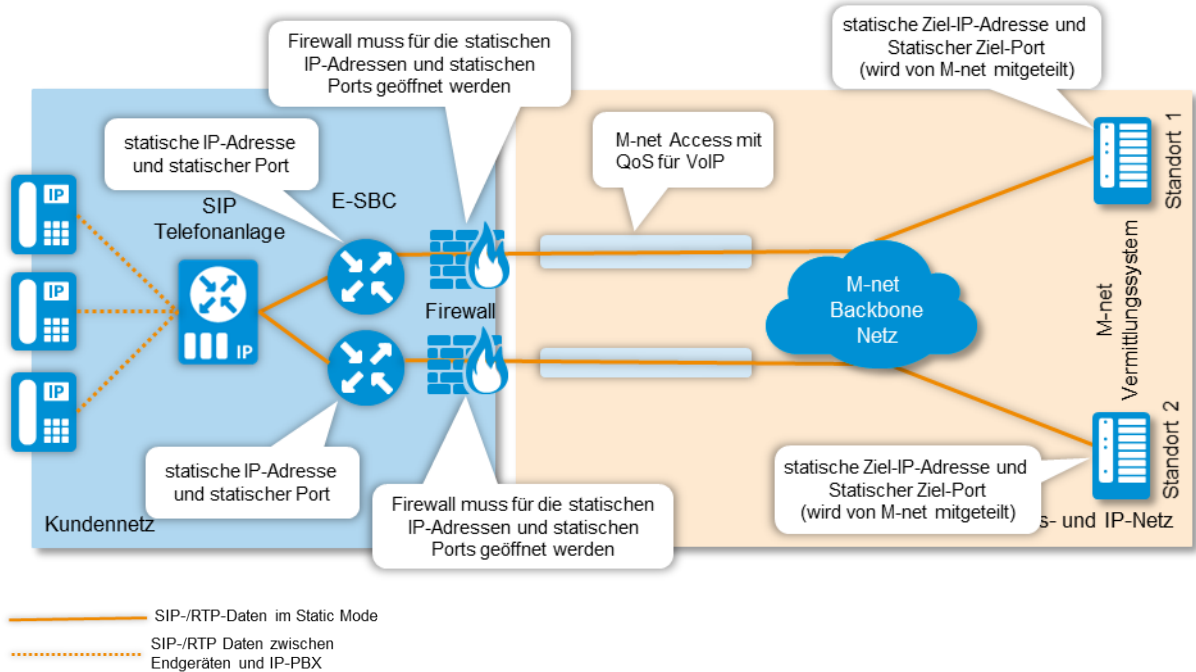 Firewall muss für die statischen
IP-Adressen und statischen
Ports geöffnet werden
statische Ziel-IP-Adresse und
Statischer Ziel-Port
(wird von M-net mitgeteilt)
statische IP-Adresse
und statischer Port
M-net Access mit
QoS für VoIP
Standort 1
IP
SIP
Telefonanlage
E-SBC
IP
Firewall
IP
M-net
Backbone
Netz
M-net
Vermittlungssystem
IP
statische IP-Adresse
und statischer Port
Firewall muss für die statischen
IP-Adressen und statischen
Ports geöffnet werden
statische Ziel-IP-Adresse und
Statischer Ziel-Port
(wird von M-net mitgeteilt)
Standort 2
Kundennetz
s- und IP-Netz
SIP-/RTP-Daten im Static Mode
SIP-/RTP Daten zwischen
Endgeräten und IP-PBX